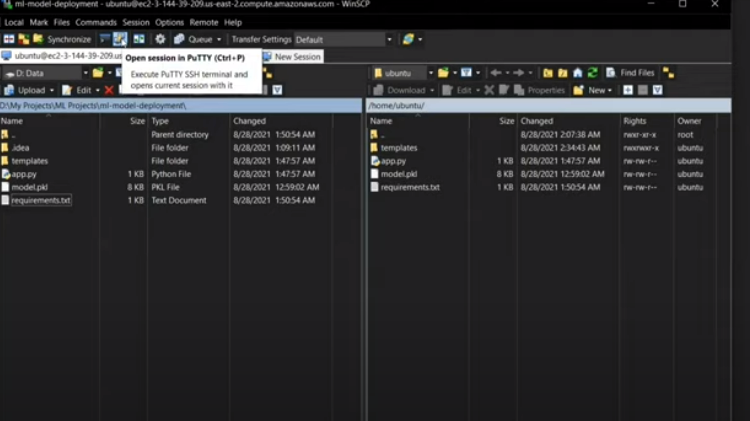 ml-model-deployment - ubuntu@ec2-3-144-39-209.us-east-2.compute.amazonaws.com - WinSCP
Local Mark Files Commands Session Options Remote Help
Synchronize Queue Transfer Settings Default
ubuntu@ec2-3-144-39-209.us New Session
Open session in PuTTY (Ctrl+P)
Execute PuTTY SSH terminal and
opens current session with it
D: Data
Upload Edit
ubuntu Find Files
Download Edit Properties New
D:\My Projects\ML Projects\ml-model-deployment\
Name Size Type Changed
.. Parent directory 8/28/2021 1:50:54 AM
.idea File folder 8/28/2021 1:09:11 AM
templates File folder 8/28/2021 1:47:57 AM
app.py 1 KB Python File 8/28/2021 1:47:57 AM
model.pkl 8 KB PKL File 8/28/2021 12:59:02 AM
requirements.txt 1 KB Text Document 8/28/2021 1:50:54 AM
/home/ubuntu/
Name Size Changed Rights Owner
.. 8/28/2021 2:07:38 AM rwxr-xr-x root
templates 8/28/2021 2:34:43 AM rwxrwxr-x ubuntu
app.py 1 KB 8/28/2021 1:47:57 AM rw-rw-r-- ubuntu
model.pkl 8 KB 8/28/2021 12:59:02 AM rw-rw-r-- ubuntu
requirements.txt 1 KB 8/28/2021 1:50:54 AM rw-rw-r-- ubuntu